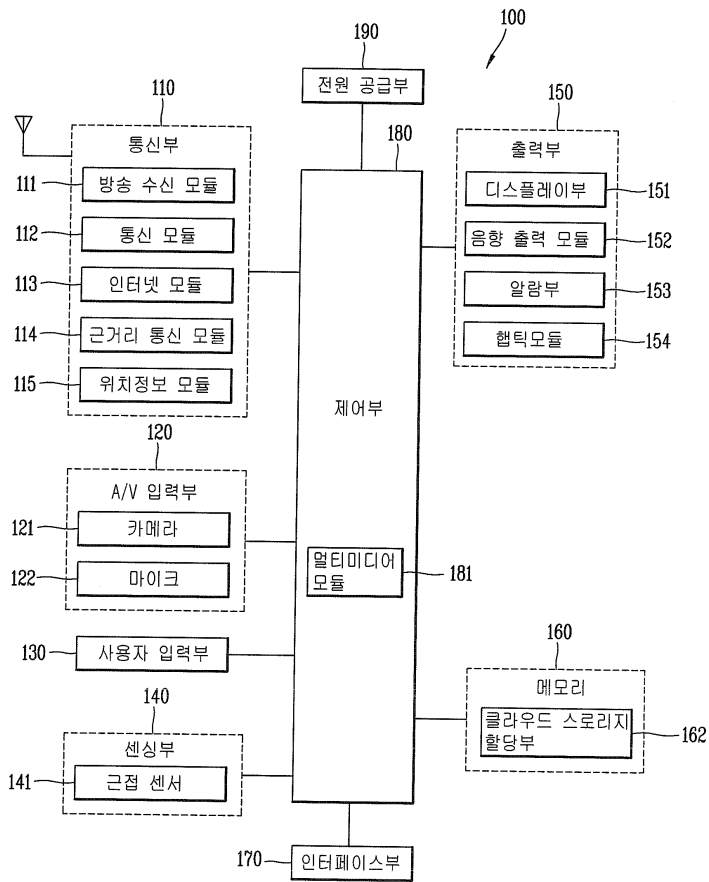 100
190
전원 공급부
110
통신부
111
방송 수신 모듈
112
통신 모듈
113
인터넷 모듈
114
근거리 통신 모듈
115
위치정보 모듈
120
A/V 입력부
121
카메라
122
마이크
130
사용자 입력부
140
센싱부
141
근접 센서
180
제어부
멀티미디어
모듈
181
150
출력부
디스플레이부
151
음향 출력 모듈
152
알람부
153
햅틱모듈
154
160
메모리
클라우드 스로리지
할당부
162
170
인터페이스부